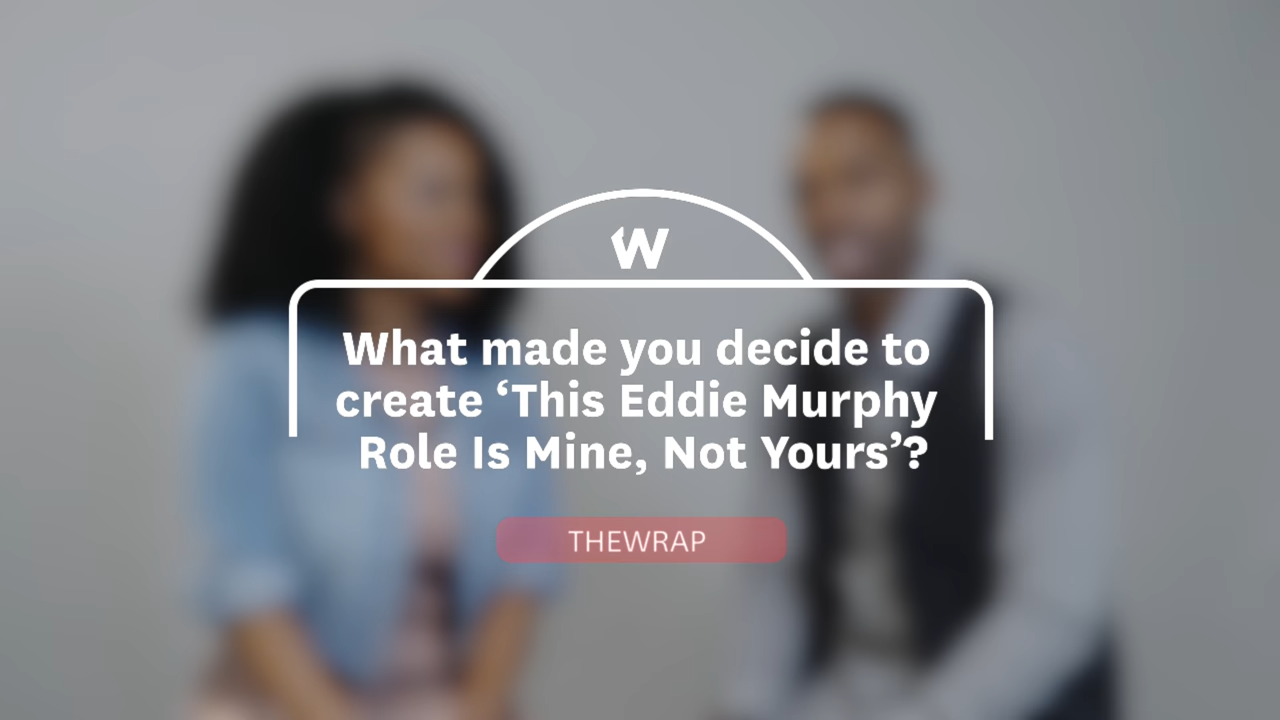 W
What made you decide to
create ‘This Eddie Murphy
Role Is Mine, Not Yours’?
THEWRAP